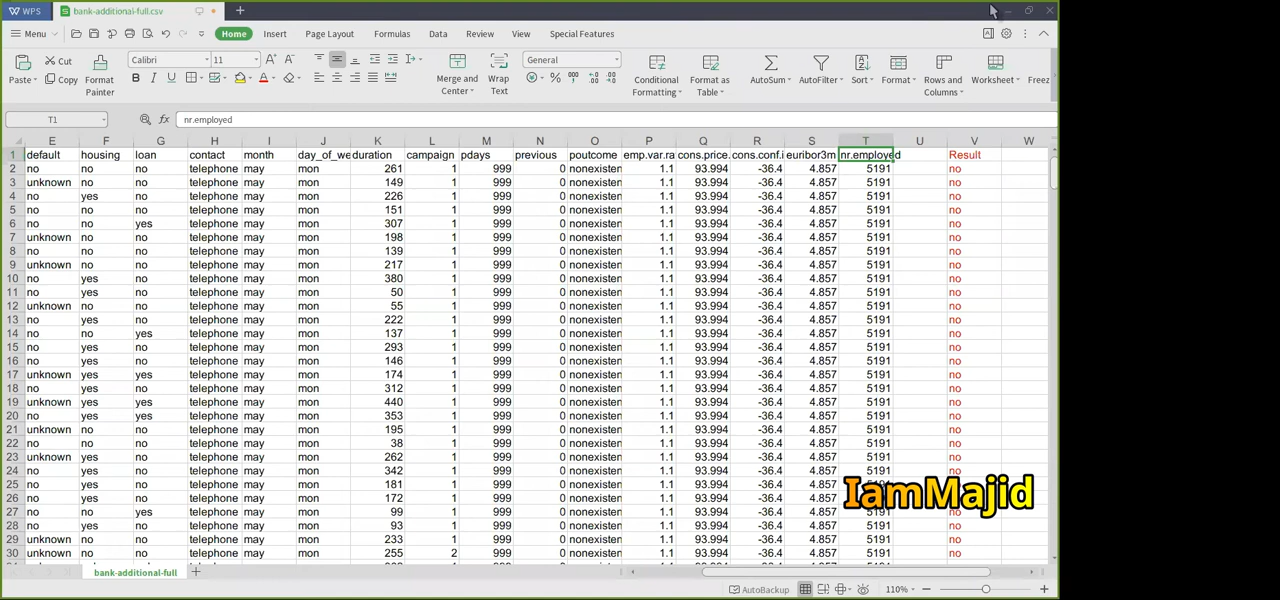 WPS bank-additional-full.csv
Menu Home Insert Page Layout Formulas Data Review View Special Features
Paste Cut Copy Format Painter Calibri 11 B I U A Merge and Center Wrap Text General Conditional Formatting Format as Table AutoSum AutoFilter Sort Format Rows and Columns Worksheet Freez
T1 fx nr.employed
E F G H I J K L M N O P Q R S T U V W
1 default housing loan contact month day_of_we duration campaign pdays previous poutcome emp.var.ra cons.price. cons.conf.i euribor3m nr.employed Result
2 no no no telephone may mon 261 1 999 0 nonexisten 1.1 93.994 -36.4 4.857 5191 no
3 unknown no no telephone may mon 149 1 999 0 nonexisten 1.1 93.994 -36.4 4.857 5191 no
4 no yes no telephone may mon 226 1 999 0 nonexisten 1.1 93.994 -36.4 4.857 5191 no
5 no no no telephone may mon 151 1 999 0 nonexisten 1.1 93.994 -36.4 4.857 5191 no
6 no no yes telephone may mon 307 1 999 0 nonexisten 1.1 93.994 -36.4 4.857 5191 no
7 unknown no no telephone may mon 198 1 999 0 nonexisten 1.1 93.994 -36.4 4.857 5191 no
8 no no no telephone may mon 139 1 999 0 nonexisten 1.1 93.994 -36.4 4.857 5191 no
9 unknown no no telephone may mon 217 1 999 0 nonexisten 1.1 93.994 -36.4 4.857 5191 no
10 no yes no telephone may mon 380 1 999 0 nonexisten 1.1 93.994 -36.4 4.857 5191 no
11 no yes no telephone may mon 50 1 999 0 nonexisten 1.1 93.994 -36.4 4.857 5191 no
12 unknown no no telephone may mon 55 1 999 0 nonexisten 1.1 93.994 -36.4 4.857 5191 no
13 no yes no telephone may mon 222 1 999 0 nonexisten 1.1 93.994 -36.4 4.857 5191 no
14 no no yes telephone may mon 137 1 999 0 nonexisten 1.1 93.994 -36.4 4.857 5191 no
15 no yes no telephone may mon 293 1 999 0 nonexisten 1.1 93.994 -36.4 4.857 5191 no
16 no yes no telephone may mon 146 1 999 0 nonexisten 1.1 93.994 -36.4 4.857 5191 no
17 unknown yes yes telephone may mon 174 1 999 0 nonexisten 1.1 93.994 -36.4 4.857 5191 no
18 no yes no telephone may mon 312 1 999 0 nonexisten 1.1 93.994 -36.4 4.857 5191 no
19 unknown yes yes telephone may mon 440 1 999 0 nonexisten 1.1 93.994 -36.4 4.857 5191 no
20 no yes yes telephone may mon 353 1 999 0 nonexisten 1.1 93.994 -36.4 4.857 5191 no
21 unknown no no telephone may mon 195 1 999 0 nonexisten 1.1 93.994 -36.4 4.857 5191 no
22 no no no telephone may mon 38 1 999 0 nonexisten 1.1 93.994 -36.4 4.857 5191 no
23 unknown yes no telephone may mon 262 1 999 0 nonexisten 1.1 93.994 -36.4 4.857 5191 no
24 no yes no telephone may mon 342 1 999 0 nonexisten 1.1 93.994 -36.4 4.857 5191 no
25 no yes no telephone may mon 181 1 999 0 nonexisten 1.1 93.994 -36.4 4.857 5191
26 no yes no telephone may mon 172 1 999 0 nonexisten 1.1 93.994 -36.4
IamMajid
27 no no yes telephone may mon 99 1 999 0 nonexisten 1.1 93.994 -36.4 4.857 5191 no
28 no yes no telephone may mon 93 1 999 0 nonexisten 1.1 93.994 -36.4 4.857 5191 no
29 unknown no no telephone may mon 233 1 999 0 nonexisten 1.1 93.994 -36.4 4.857 5191 no
30 unknown no no telephone may mon 255 2 999 0 nonexisten 1.1 93.994 -36.4 4.857 5191 no
bank-additional-full
AutoBackup 110%